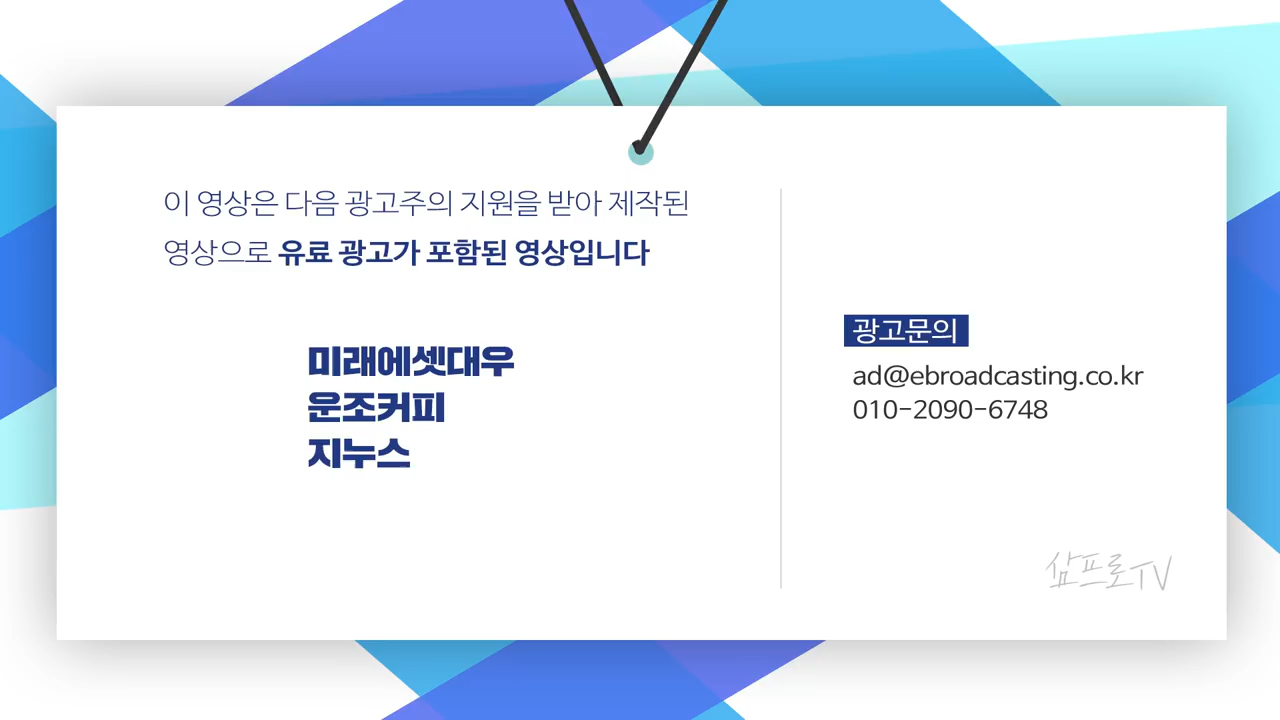 이 영상은 다음 광고주의 지원을 받아 제작된
영상으로 유료 광고가 포함된 영상입니다
미래에셋대우
운조커피
지누스
광고문의
ad@ebroadcasting.co.kr
010-2090-6748
삼프로TV